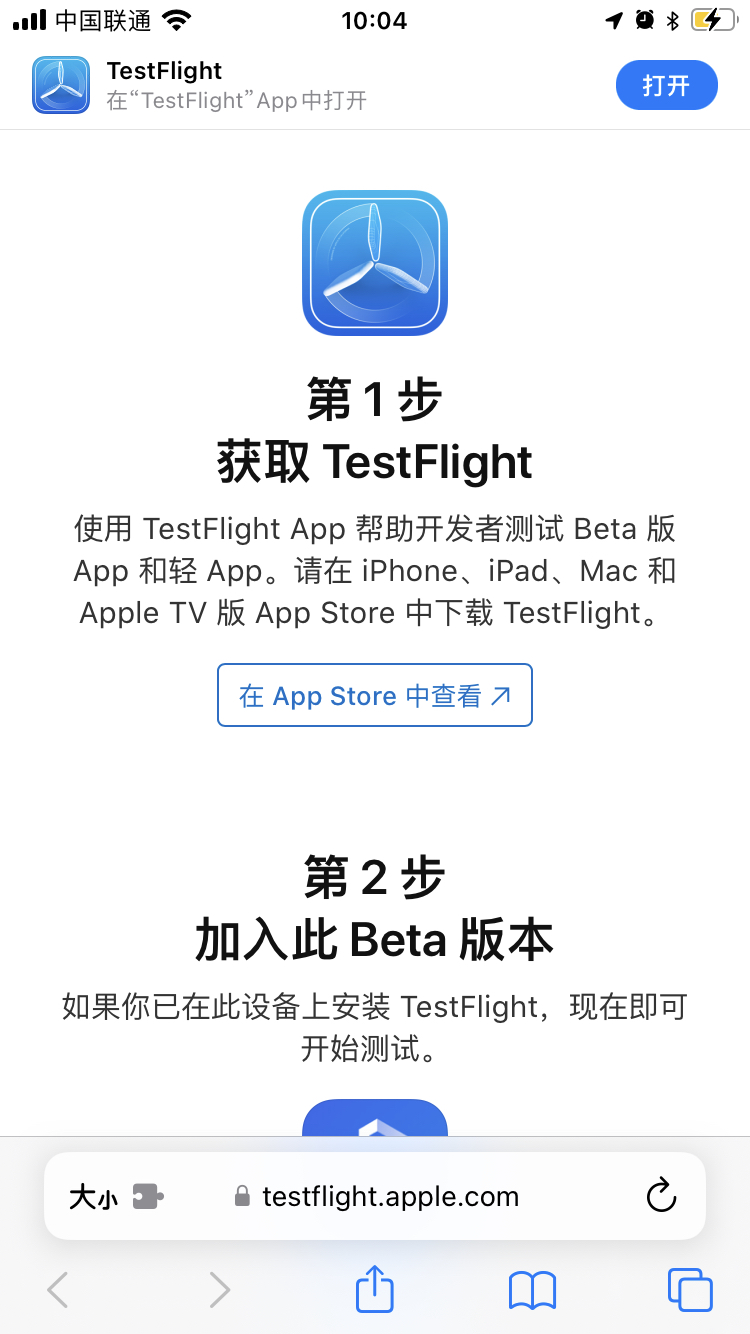 中国联通 10:04
TestFlight
在“TestFlight”App中打开
打开
第 1 步
获取 TestFlight
使用 TestFlight App 帮助开发者测试 Beta 版
App 和轻 App。请在 iPhone、iPad、Mac 和
Apple TV 版 App Store 中下载 TestFlight。
在 App Store 中查看
第 2 步
加入此 Beta 版本
如果你已在此设备上安装 TestFlight，现在即可
开始测试。
大小 testflight.apple.com